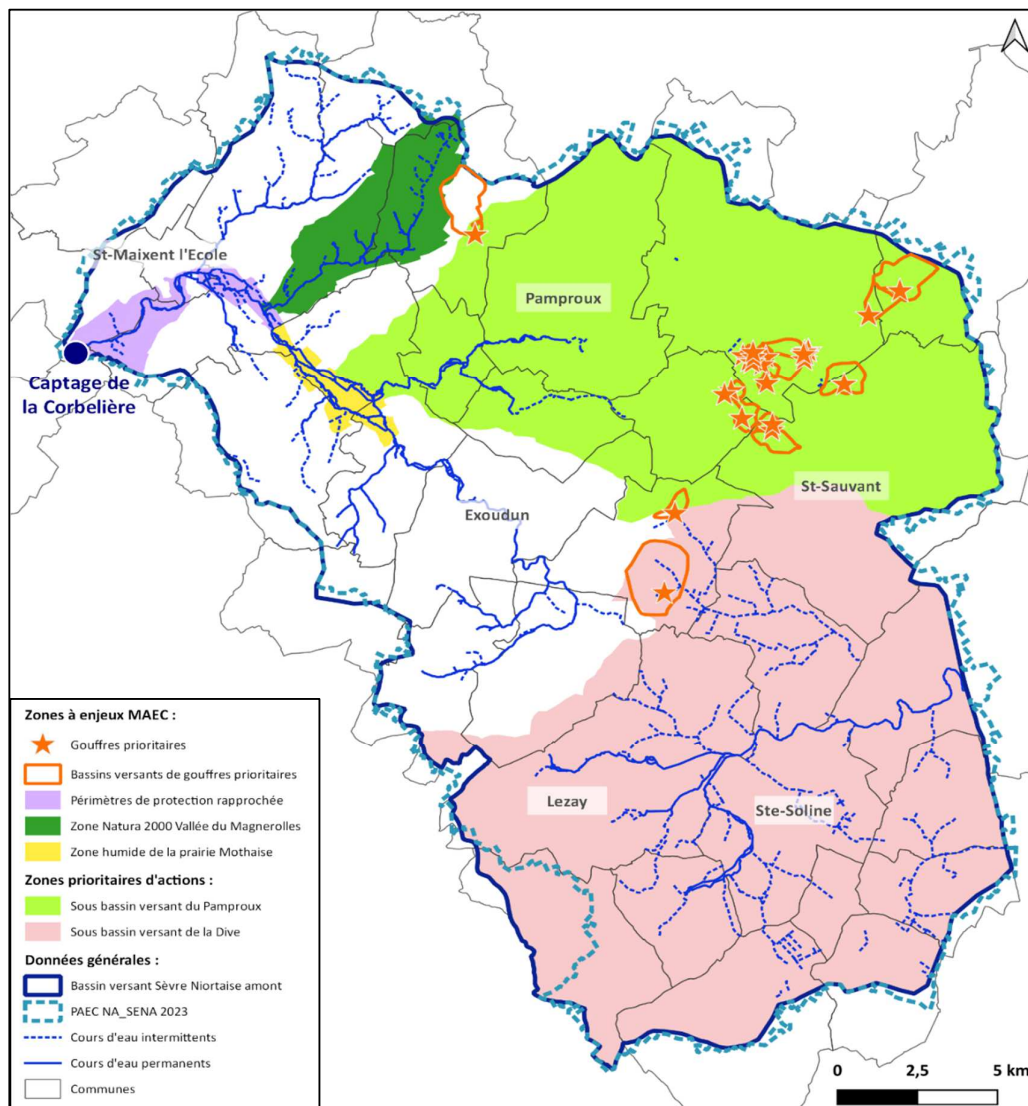 St-Maixent l'Ecole
Pamproux
Captage de
la Corbelière
St-Sauvant
Exoudun
Lezay
Ste-Soline
Zones à enjeux MAEC :
Gouffres prioritaires
Bassins versants de gouffres prioritaires
Périmètres de protection rapprochée
Zone Natura 2000 Vallée du Magnerolles
Zone humide de la prairie Mothaise
Zones prioritaires d'actions :
Sous bassin versant du Pamproux
Sous bassin versant de la Dive
Données générales :
Bassin versant Sèvre Niortaise amont
PAEC NA_SENA 2023
Cours d'eau intermittents
Cours d'eau permanents
Communes
0 2,5 5 km